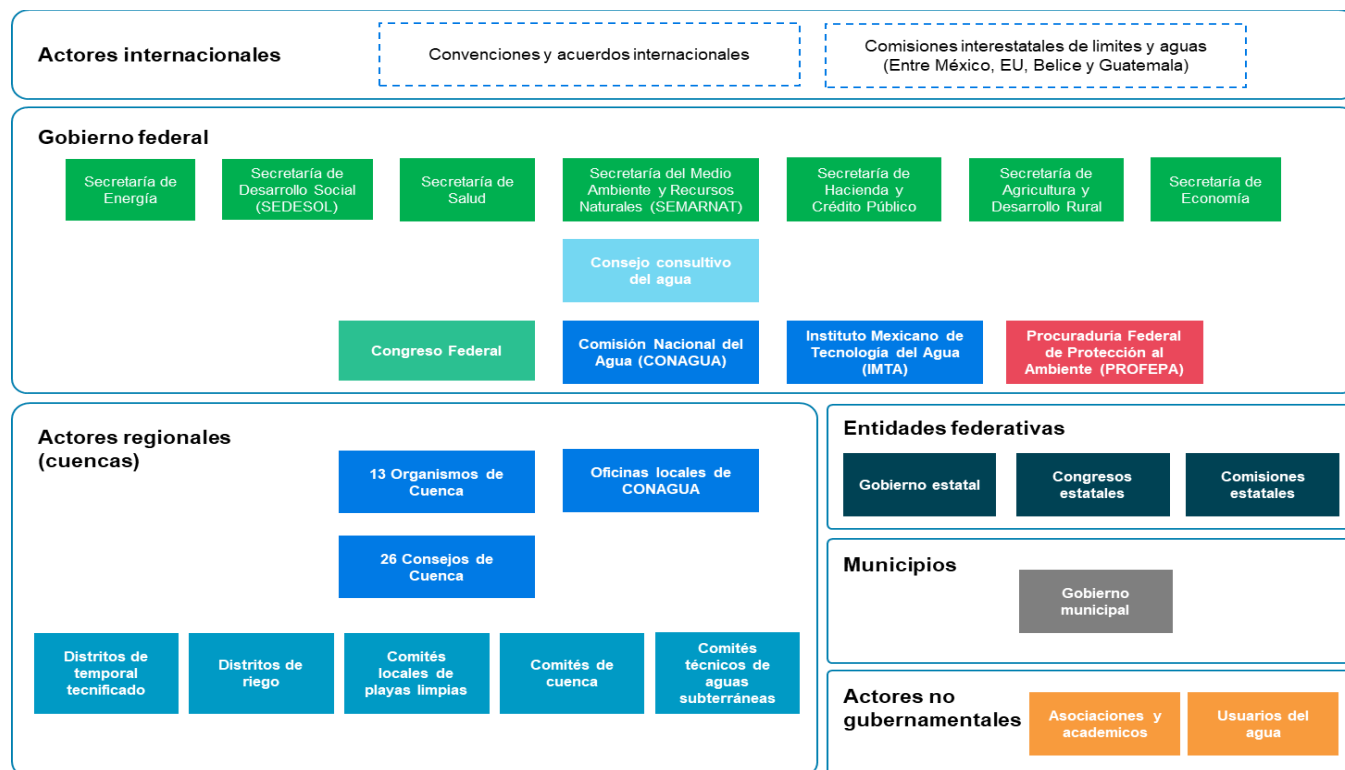 Actores internacionales
Convenciones y acuerdos internacionales
Comisiones interestatales de limites y aguas
(Entre México, EU, Belice y Guatemala)
Gobierno federal
Secretaría de
Energía
Secretaría de
Desarrollo Social
(SEDESOL)
Secretaría de
Salud
Secretaría del Medio
Ambiente y Recursos
Naturales (SEMARNAT)
Secretaría de
Hacienda y
Crédito Público
Secretaría de
Agricultura y
Desarrollo Rural
Secretaría de
Economía
Consejo consultivo
del agua
Congreso Federal
Comisión Nacional del
Agua (CONAGUA)
Instituto Mexicano de
Tecnología del Agua
(IMTA)
Procuraduría Federal
de Protección al
Ambiente (PROFEPA)
Actores regionales
(cuencas)
13 Organismos de
Cuenca
Oficinas locales de
CONAGUA
26 Consejos de
Cuenca
Distritos de
temporal
tecnificado
Distritos de
riego
Comités
locales de
playas limpias
Comités de
cuenca
Comités
técnicos de
aguas
subterráneas
Entidades federativas
Gobierno estatal
Congresos
estatales
Comisiones
estatales
Municipios
Gobierno
municipal
Actores no
gubernamentales
Asociaciones y
academicos
Usuarios del
agua